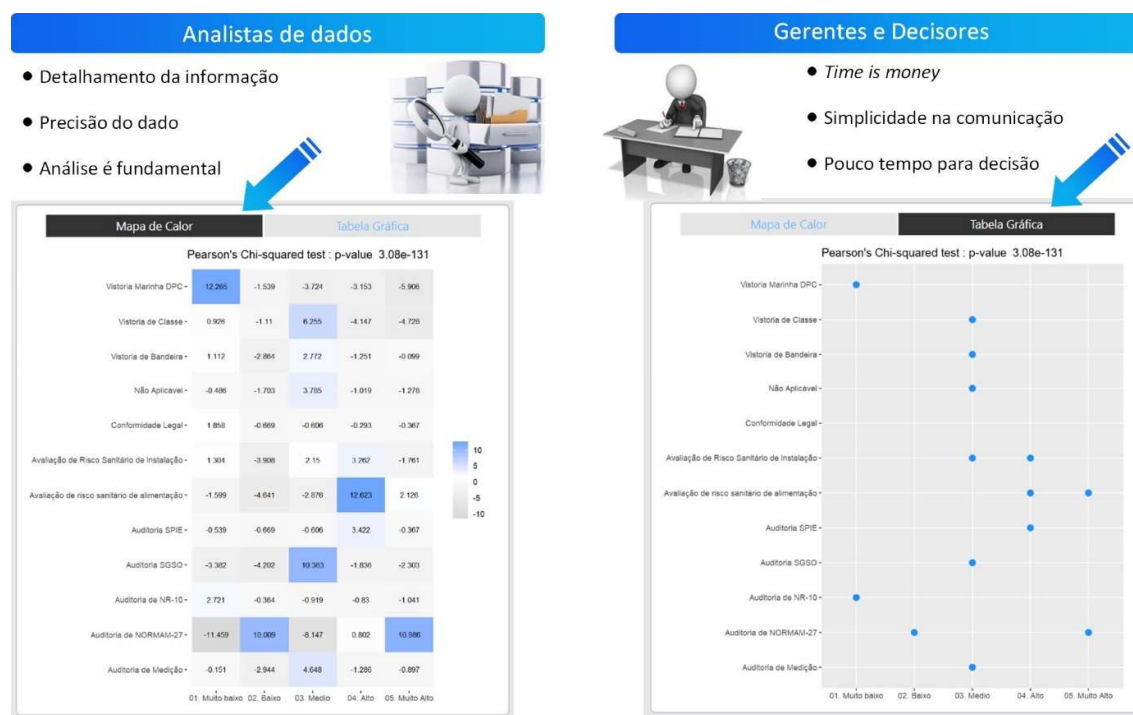 Analistas de dados
● Detalhamento da informação
● Precisão do dado
● Análise é fundamental
Mapa de Calor
Tabela Gráfica
Pearson's Chi-squared test : p-value 3.08e-131
Vistoria Marinha DPC- 12.265 -1.539 -3.724 -3.153 -5.906
Vistoria de Classe- 0.926 -1.11 6.255 -4.147 -4.726
Vistoria de Bandeira- 1.112 -2.864 2.772 -1.251 -0.099
Não Aplicável- -0.486 -1.703 3.785 -1.019 -1.278
Conformidade Legal- 1.858 -0.669 -0.606 -0.293 -0.367
Avaliação de Risco Sanitário de Instalação- 1.304 -3.908 2.15 3.262 -1.761
Avaliação de risco sanitário de alimentação- -1.599 -4.641 -2.876 12.623 2.126
Auditoria SPIE- -0.539 -0.669 -0.606 3.422 -0.367
Auditoria SGSO- -3.382 -4.202 10.363 -1.836 -2.303
Auditoria de NR-10- 2.721 -0.364 -0.919 -0.83 -1.041
Auditoria de NORMAM-27- -11.459 10.009 -8.147 0.802 10.986
Auditoria de Medição- -0.151 -2.944 4.648 -1.286 -0.897
01. Muito baixo 02. Baixo 03. Medio 04. Alto 05. Muito Alto
10
5
0
-5
-10
Gerentes e Decisores
● Time is money
● Simplicidade na comunicação
● Pouco tempo para decisão
Mapa de Calor
Tabela Gráfica
Pearson's Chi-squared test : p-value 3.08e-131
Vistoria Marinha DPC-
Vistoria de Classe-
Vistoria de Bandeira-
Não Aplicável-
Conformidade Legal-
Avaliação de Risco Sanitário de Instalação-
Avaliação de risco sanitário de alimentação-
Auditoria SPIE-
Auditoria SGSO-
Auditoria de NR-10-
Auditoria de NORMAM-27-
Auditoria de Medição-
01. Muito baixo 02. Baixo 03. Medio 04. Alto 05. Muito Alto